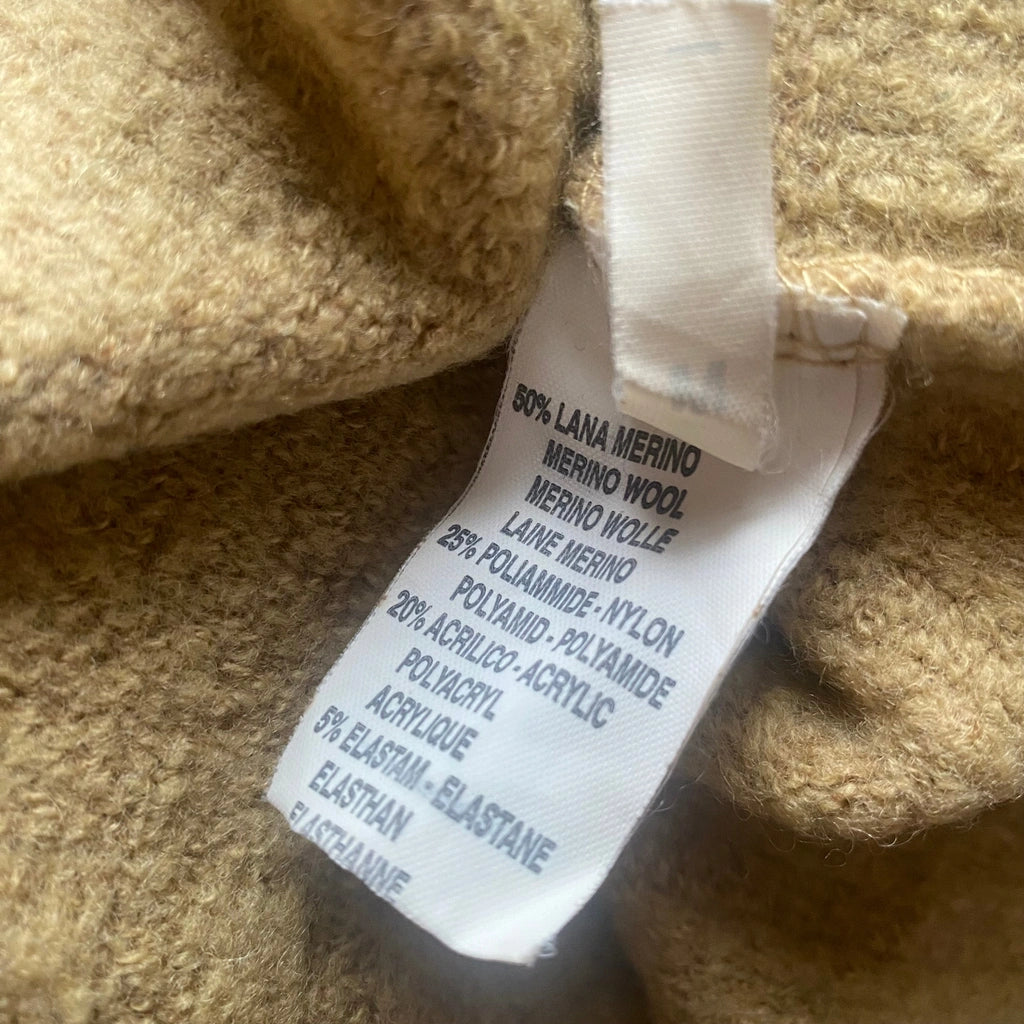 50% LANA MERINO
MERINO WOOL
MERINO WOLLE
LAINE MERINO
25% POLIAMMIDE - NYLON
POLYAMID - POLYAMIDE
20% ACRILICO - ACRYLIC
POLYACRYL
ACRYLIQUE
5% ELASTAM - ELASTANE
ELASTHAN
ELASTHANNE